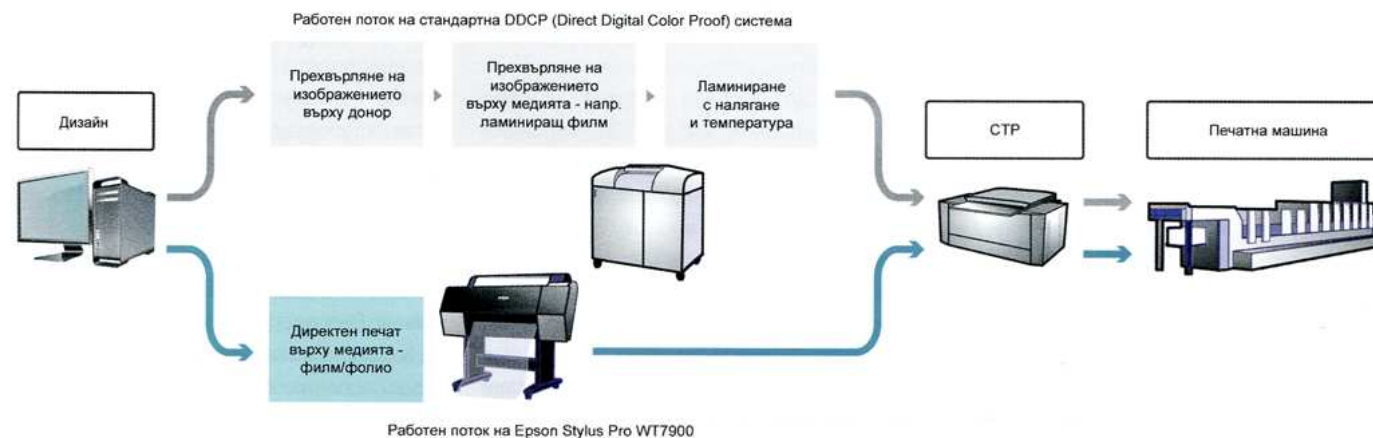 Работен поток на стандартна DDCP (Direct Digital Color Proof) система
Дизайн
Прехвърляне на
изображението
върху донор
Прехвърляне на
изображението
върху медията - напр.
ламиниращ филм
Ламиниране
с налягане
и температура
CTP
Печатна машина
Директен печат
върху медията -
филм/фолио
Работен поток на Epson Stylus Pro WT7900